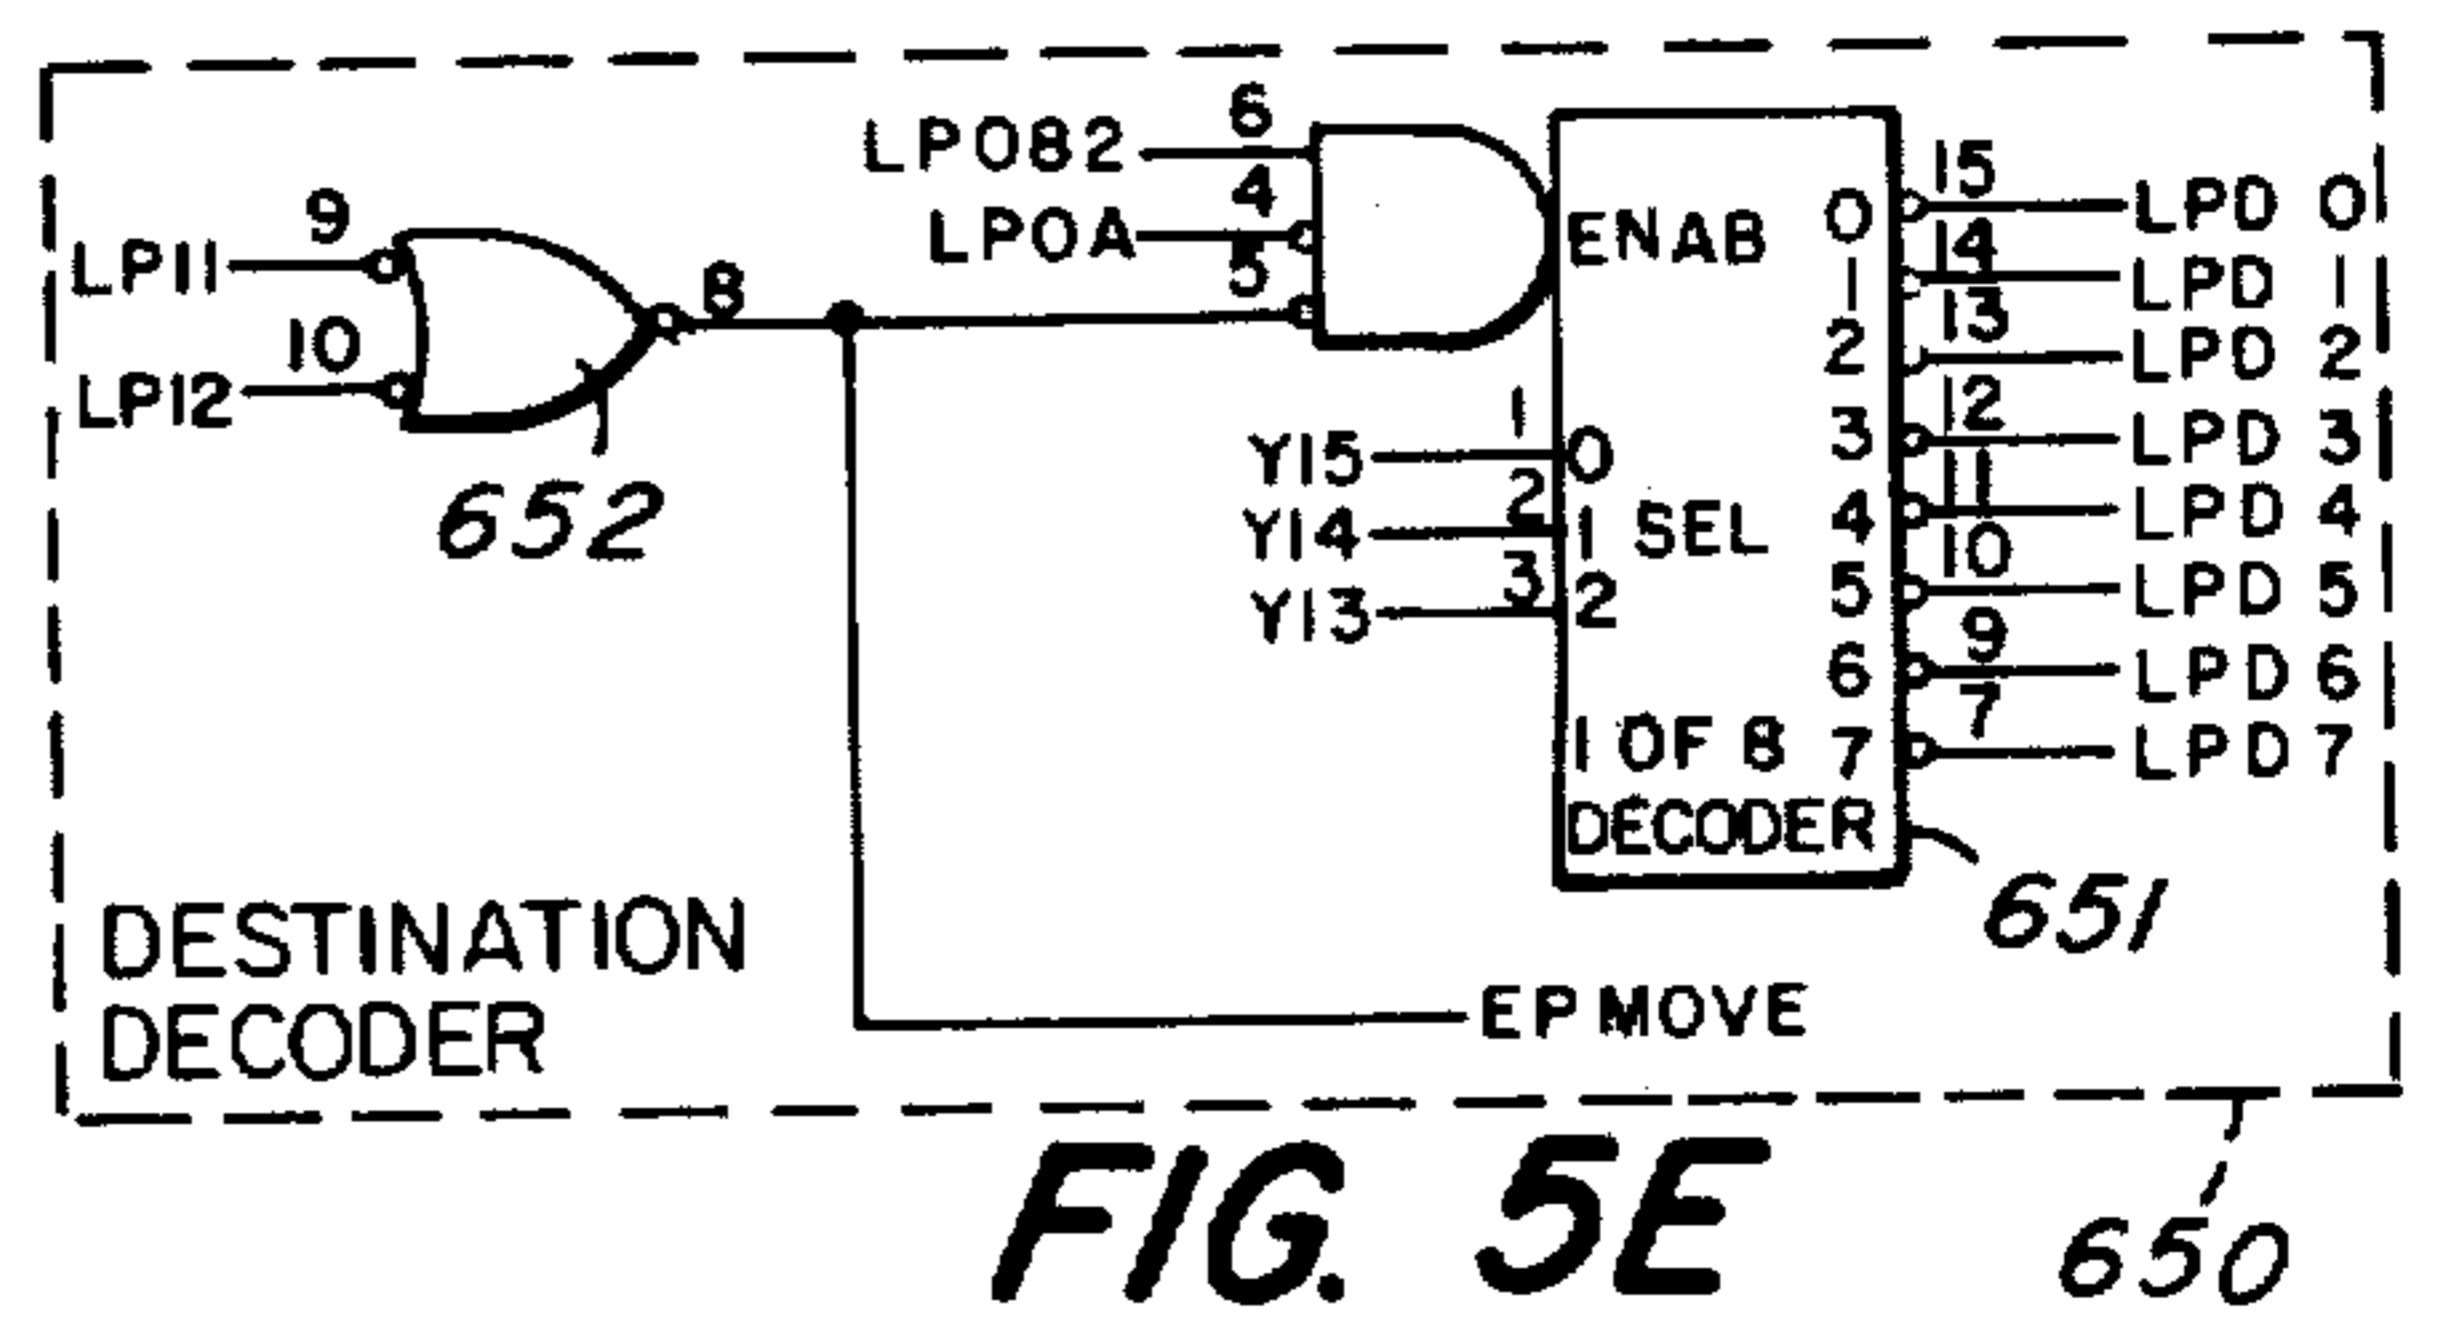 LP11 9
LP12 10
8
652
LP082 6
LP0A 4
5
Y15 1
Y14 2
Y13 3
ENAB
0
1 SEL
2
1 OF 8
DECODER
0 15 LPD 0
1 14 LPD 1
2 13 LPD 2
3 12 LPD 3
4 11 LPD 4
5 10 LPD 5
6 9 LPD 6
7 7 LPD 7
651
EPMOVE
DESTINATION
DECODER
FIG. 5E
650